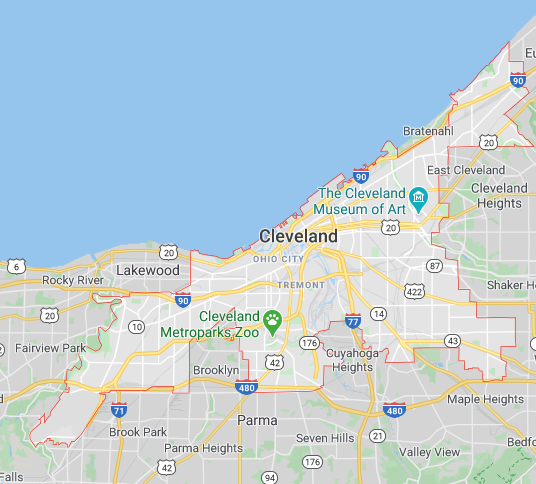 Eu
90
Bratenahl
20
90
East Cleveland
The Cleveland
Museum of Art
Cleveland
Heights
20
Cleveland
20
OHIO CITY
87
6
Lakewood
Rocky River
TREMONT
422
Shaker H
90
20
10
Cleveland
Metroparks Zoo
77
14
176
43
Fairview Park
42
Cuyahoga
Heights
Brooklyn
480
Maple Heights
71
480
Parma
Brook Park
Seven Hills
21
Bedfo
Parma Heights
Valley View
42
176
Falls
94